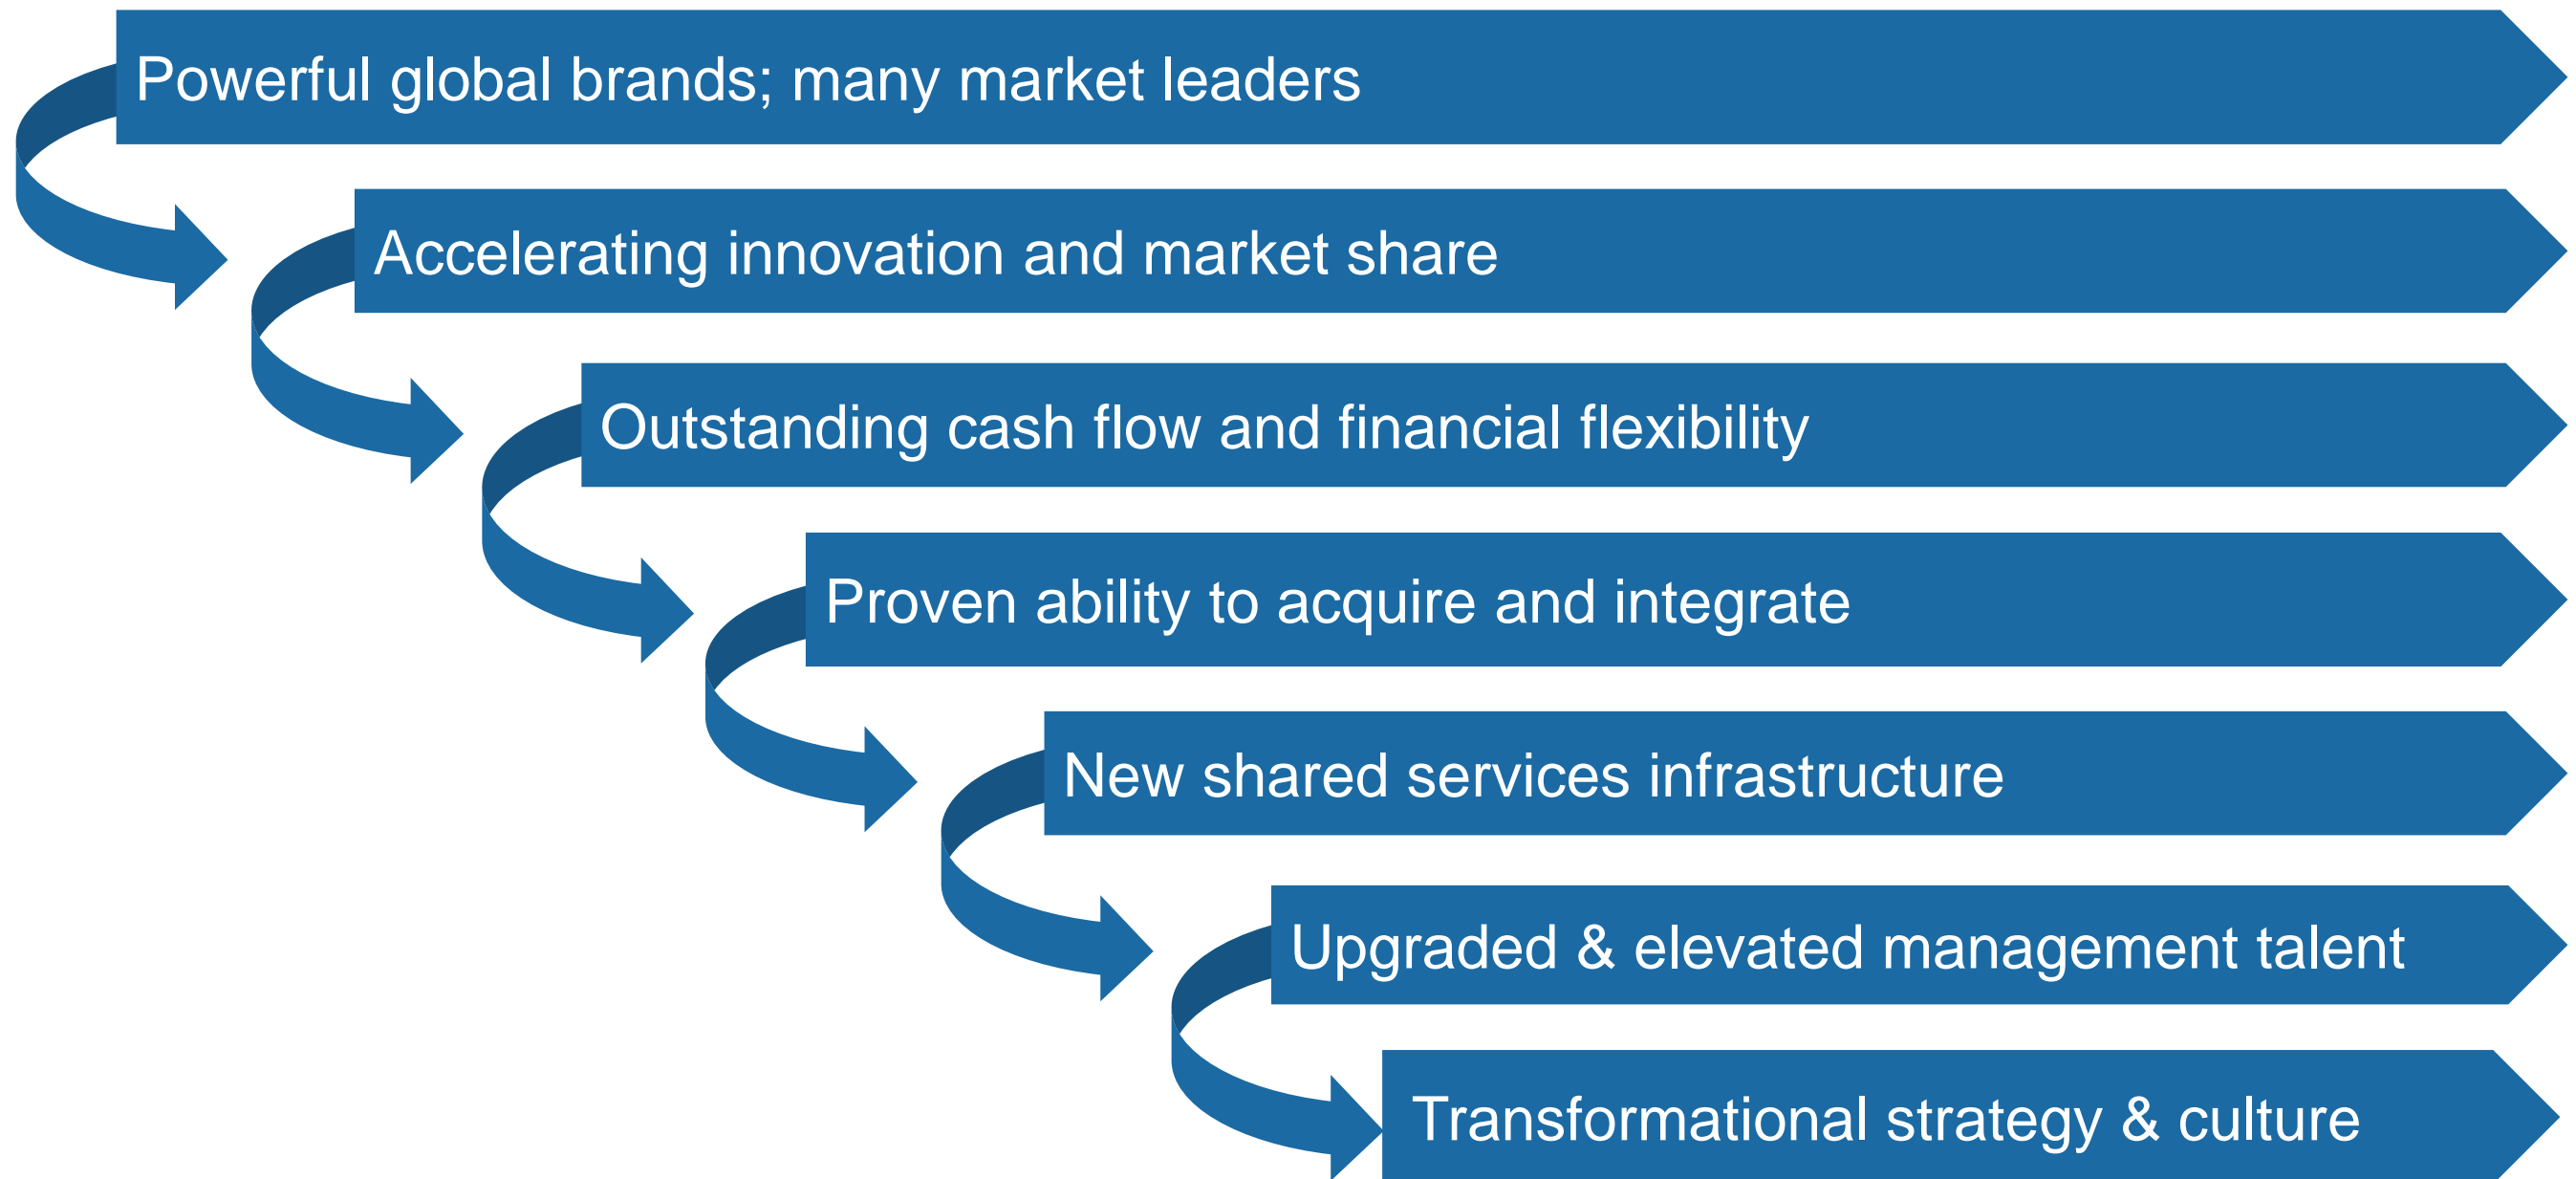 Powerful global brands; many market leaders
Accelerating innovation and market share
Outstanding cash flow and financial flexibility
Proven ability to acquire and integrate
New shared services infrastructure
Upgraded & elevated management talent
Transformational strategy & culture